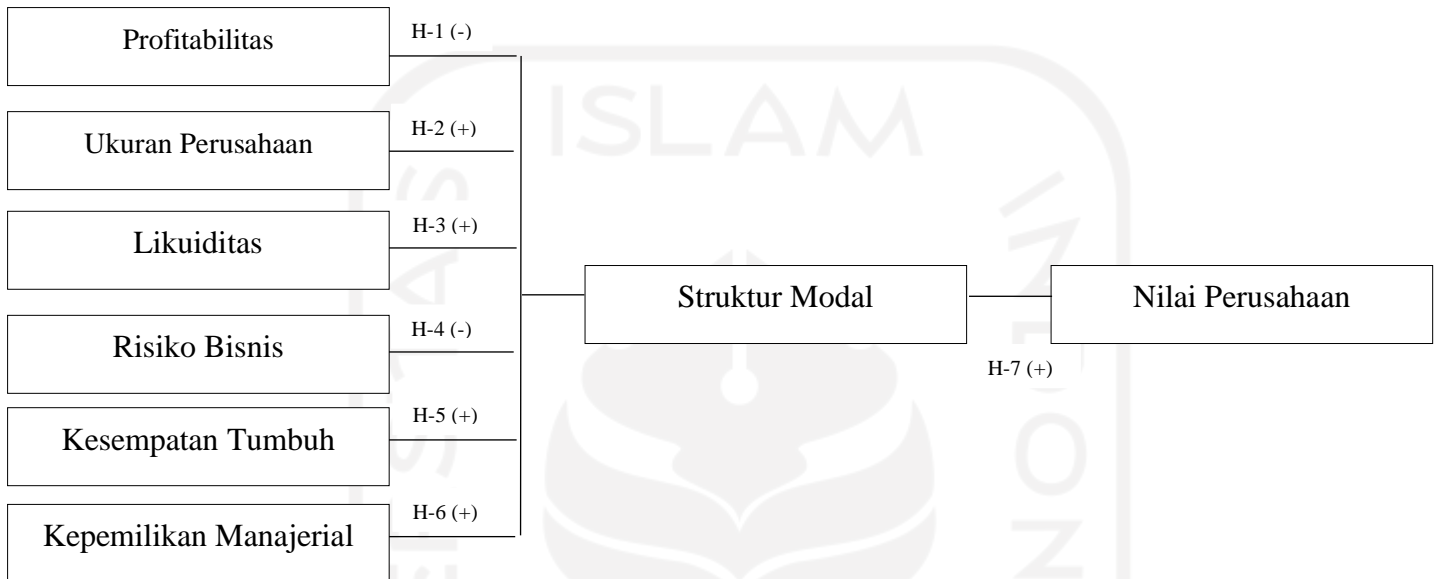 Profitabilitas
H-1 (-)
Ukuran Perusahaan
H-2 (+)
Likuiditas
H-3 (+)
Risiko Bisnis
H-4 (-)
Kesempatan Tumbuh
H-5 (+)
Kepemilikan Manajerial
H-6 (+)
Struktur Modal
H-7 (+)
Nilai Perusahaan
ISLAM